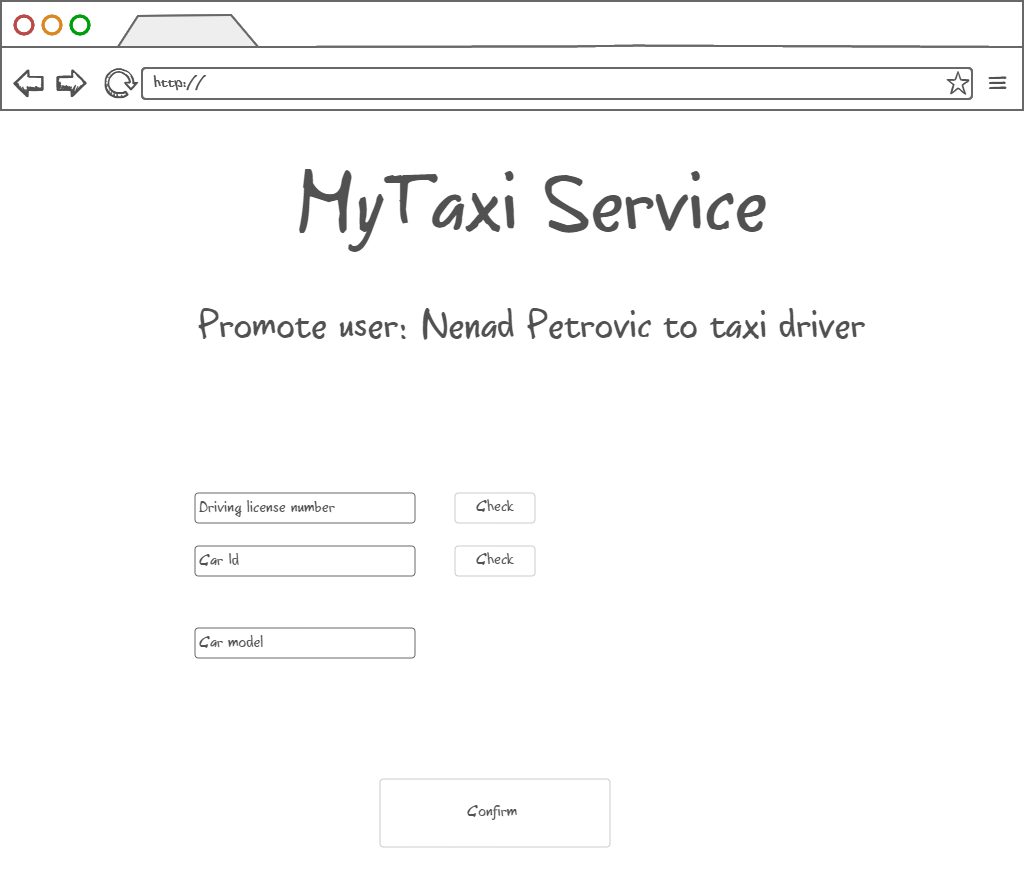 http://
MyTaxi Service
Promote user: Nenad Petrovic to taxi driver
Driving license number
Check
Car Id
Check
Car model
Confirm